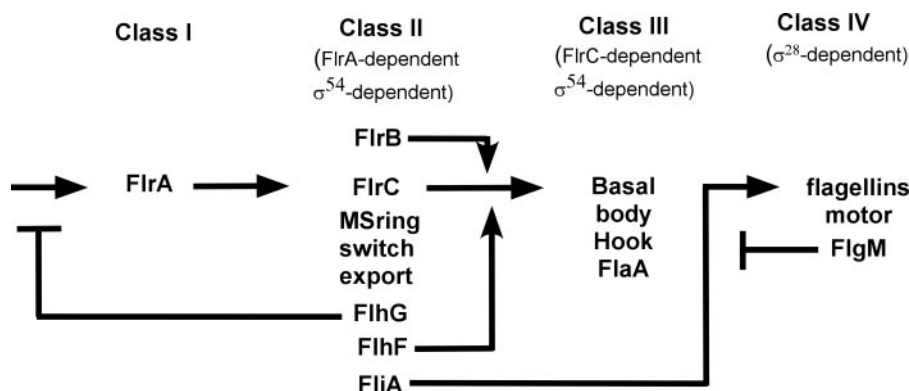 Class I
Class II
(FlrA-dependent
σ54-dependent)
Class III
(FlrC-dependent
σ54-dependent)
Class IV
(σ28-dependent)
FlrB
FlrA
FlrC
MSring
switch
export
FlhG
FlhF
FliA
Basal
body
Hook
FlaA
flagellins
motor
FlgM